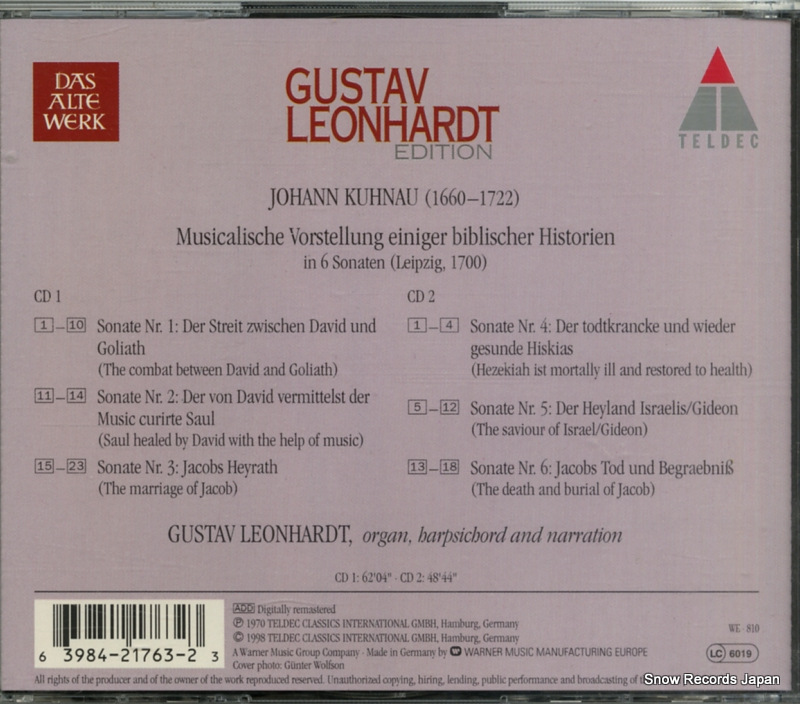 DAS
ALTE
WERK
GUSTAV
LEONHARDT
EDITION
TELDEC
JOHANN KUHNAU (1660–1722)
Musicalische Vorstellung einiger biblischer Historien
in 6 Sonaten (Leipzig, 1700)
CD 1
1–10 Sonate Nr. 1: Der Streit zwischen David und
Goliath
(The combat between David and Goliath)
11–14 Sonate Nr. 2: Der von David vermittelst der
Music curirte Saul
(Saul healed by David with the help of music)
15–23 Sonate Nr. 3: Jacobs Heyrath
(The marriage of Jacob)
CD 2
1–4 Sonate Nr. 4: Der todtkrancke und wieder
gesunde Hiskias
(Hezekiah ist mortally ill and restored to health)
5–12 Sonate Nr. 5: Der Heyland Israelis/Gideon
(The saviour of Israel/Gideon)
13–18 Sonate Nr. 6: Jacobs Tod und Begraebniß
(The death and burial of Jacob)
GUSTAV LEONHARDT, organ, harpsichord and narration
CD 1: 62'04" · CD 2: 48'44"
6 3984-21763-2 3
ADD Digitally remastered
℗ 1970 TELDEC CLASSICS INTERNATIONAL GMBH, Hamburg, Germany
© 1998 TELDEC CLASSICS INTERNATIONAL GMBH, Hamburg, Germany
A Warner Music Group Company · Made in Germany by WARNER MUSIC MANUFACTURING EUROPE
Cover photo: Günter Wolfson
WE 810
LC 6019
All rights of the producer and of the owner of the work reproduced reserved. Unauthorized copying, hiring, lending, public performance and broadcasting of
Snow Records Japan